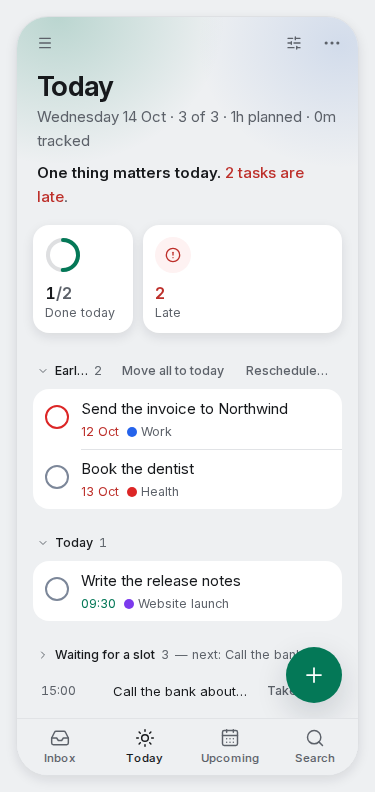 Today
Wednesday 14 Oct · 3 of 3 · 1h planned · 0m
tracked
One thing matters today. 2 tasks are
late.
1/2
Done today
2
Late
Earl… 2 Move all to today Reschedule…
Send the invoice to Northwind
12 Oct Work
Book the dentist
13 Oct Health
Today 1
Write the release notes
09:30 Website launch
Waiting for a slot 3 — next: Call the
15:00 Call the bank about…
Inbox Today Upcoming Search